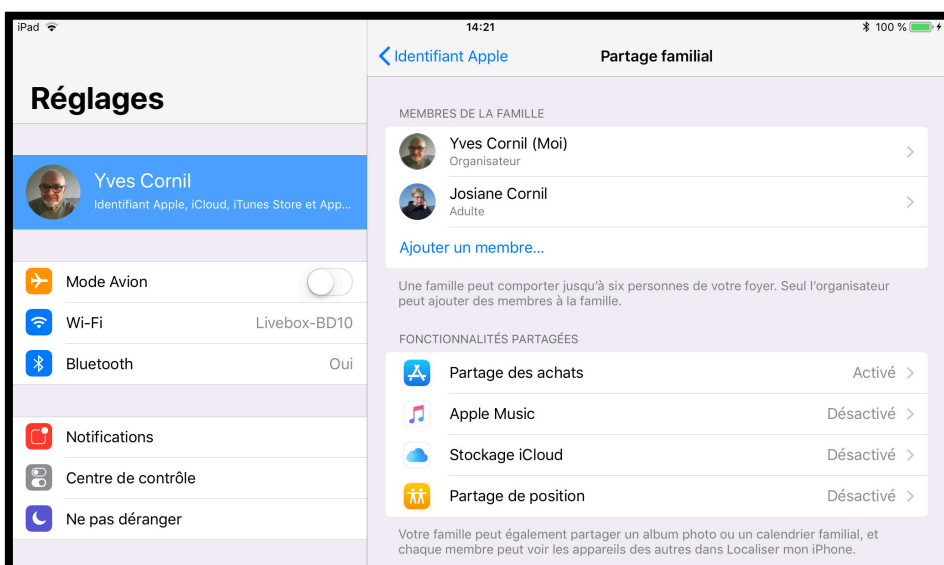 iPad
14:21
100 %
Identifiant Apple
Partage familial
Réglages
Yves Cornil
Identifiant Apple, iCloud, iTunes Store et App...
Mode Avion
Wi-Fi Livebox-BD10
Bluetooth Oui
Notifications
Centre de contrôle
Ne pas déranger
MEMBRES DE LA FAMILLE
Yves Cornil (Moi)
Organisateur
Josiane Cornil
Adulte
Ajouter un membre...
Une famille peut comporter jusqu'à six personnes de votre foyer. Seul l'organisateur
peut ajouter des membres à la famille.
FONCTIONNALITÉS PARTAGÉES
Partage des achats Activé
Apple Music Désactivé
Stockage iCloud Désactivé
Partage de position Désactivé
Votre famille peut également partager un album photo ou un calendrier familial, et
chaque membre peut voir les appareils des autres dans Localiser mon iPhone.